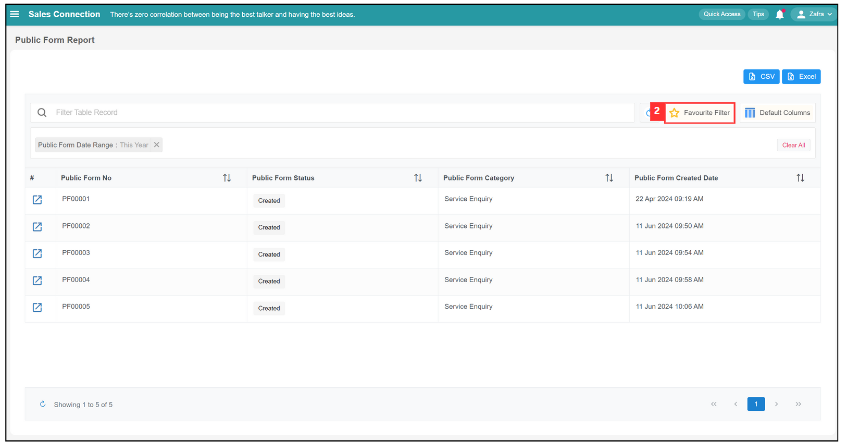 Sales Connection There's zero correlation between being the best talker and having the best ideas. Quick Access Tips Zafra
Public Form Report
CSV Excel
Filter Table Record 2 Favourite Filter Default Columns
Public Form Date Range : This Year Clear All
# Public Form No Public Form Status Public Form Category Public Form Created Date
PF00001 Created Service Enquiry 22 Apr 2024 09:19 AM
PF00002 Created Service Enquiry 11 Jun 2024 09:50 AM
PF00003 Created Service Enquiry 11 Jun 2024 09:54 AM
PF00004 Created Service Enquiry 11 Jun 2024 09:58 AM
PF00005 Created Service Enquiry 11 Jun 2024 10:06 AM
Showing 1 to 5 of 5 << < 1 > >>